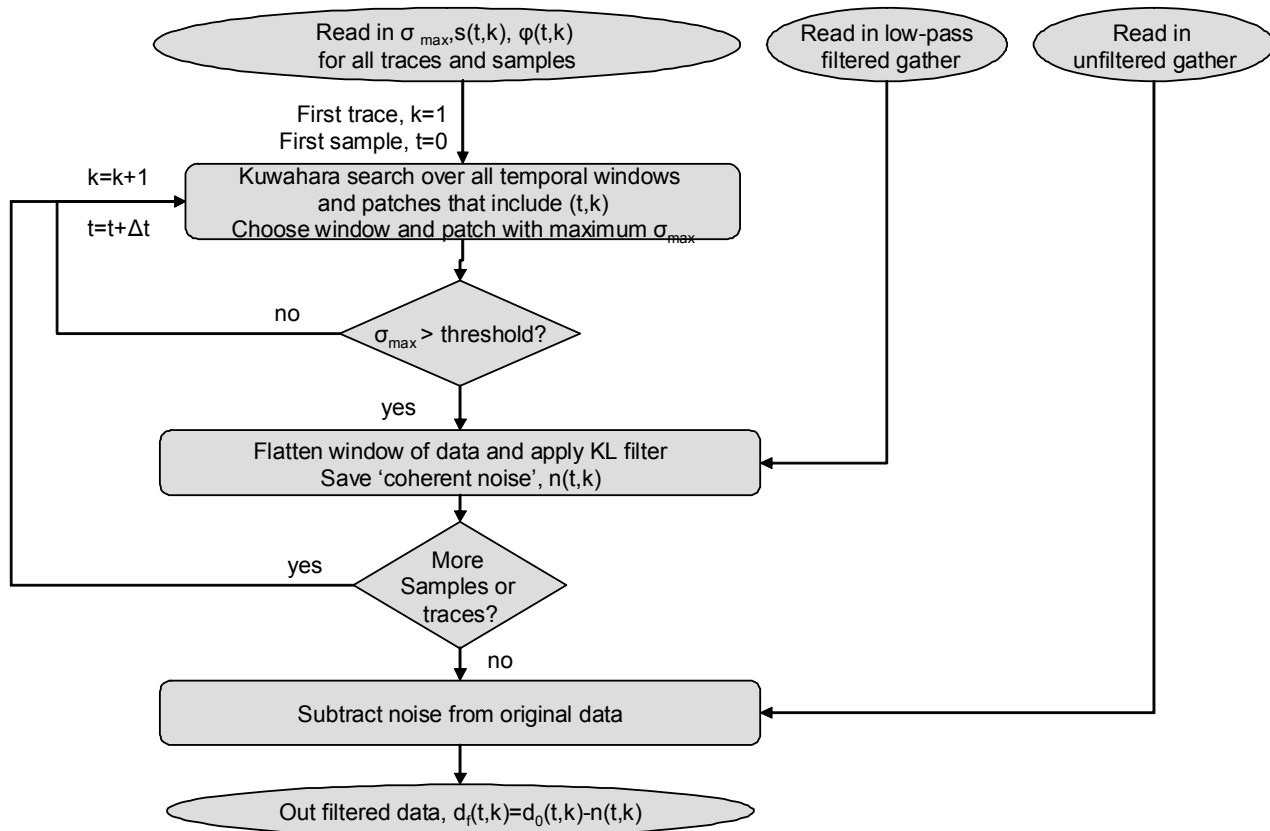 Read in σ max,s(t,k), φ(t,k)
for all traces and samples
Read in low-pass
filtered gather
Read in
unfiltered gather
First trace, k=1
First sample, t=0
k=k+1
t=t+Δt
Kuwahara search over all temporal windows
and patches that include (t,k)
Choose window and patch with maximum σmax
no
σmax > threshold?
yes
Flatten window of data and apply KL filter
Save ‘coherent noise’, n(t,k)
yes
More
Samples or
traces?
no
Subtract noise from original data
Out filtered data, df(t,k)=d0(t,k)-n(t,k)